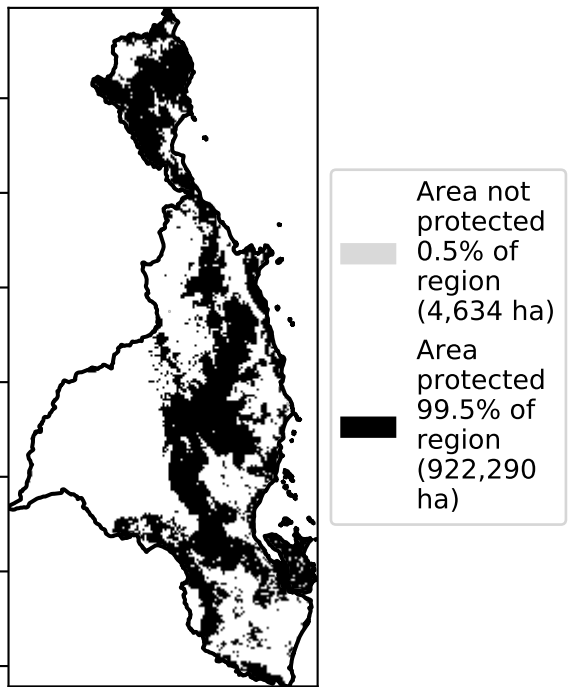 Area not
protected
0.5% of
region
(4,634 ha)
Area
protected
99.5% of
region
(922,290
ha)